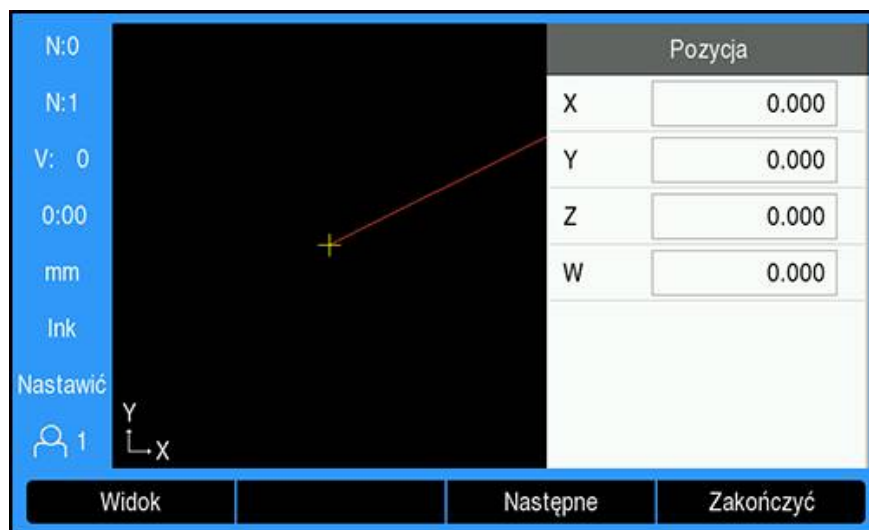 N:0
N:1
V: 0
0:00
mm
Ink
Nastawić
1
Y
X
Pozycja
X 0.000
Y 0.000
Z 0.000
W 0.000
Widok Następne Zakończyć